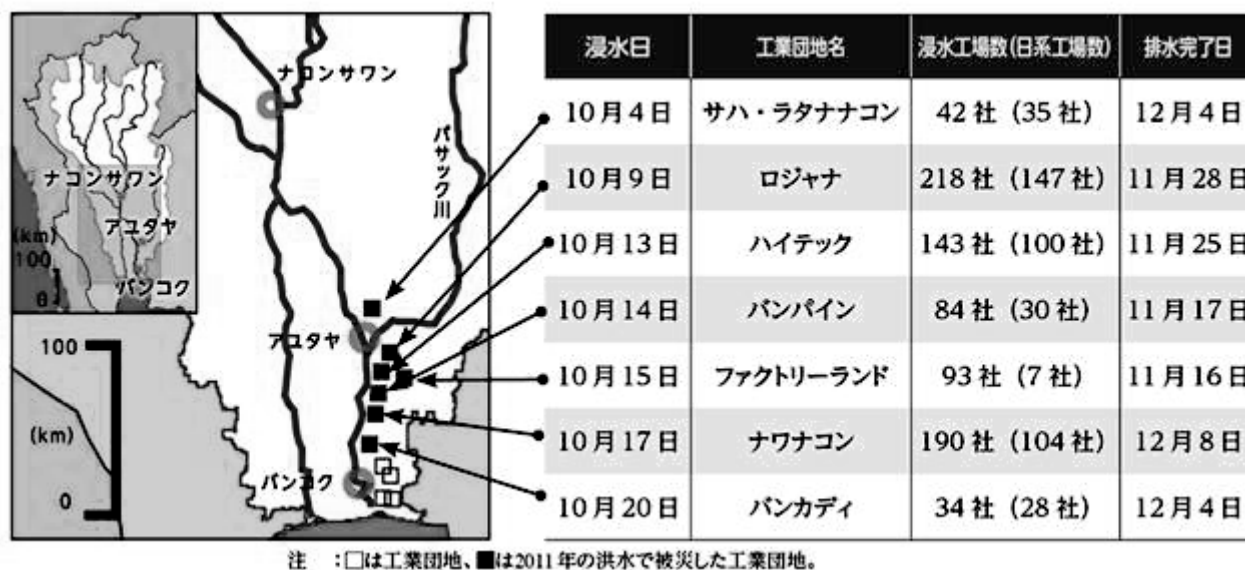 ナコンサワン
アユタヤ
バンコク
(km)
100
0
ナコンサワン
パサック川
アユタヤ
バンコク
100
(km)
0
浸水日 工業団地名 浸水工場数(日系工場数) 排水完了日
10月4日 サハ・ラタナナコン 42社(35社) 12月4日
10月9日 ロジャナ 218社(147社) 11月28日
10月13日 ハイテック 143社(100社) 11月25日
10月14日 バンパイン 84社(30社) 11月17日
10月15日 ファクトリーランド 93社(7社) 11月16日
10月17日 ナワナコン 190社(104社) 12月8日
10月20日 バンカディ 34社(28社) 12月4日
注 :□は工業団地、■は2011年の洪水で被災した工業団地。